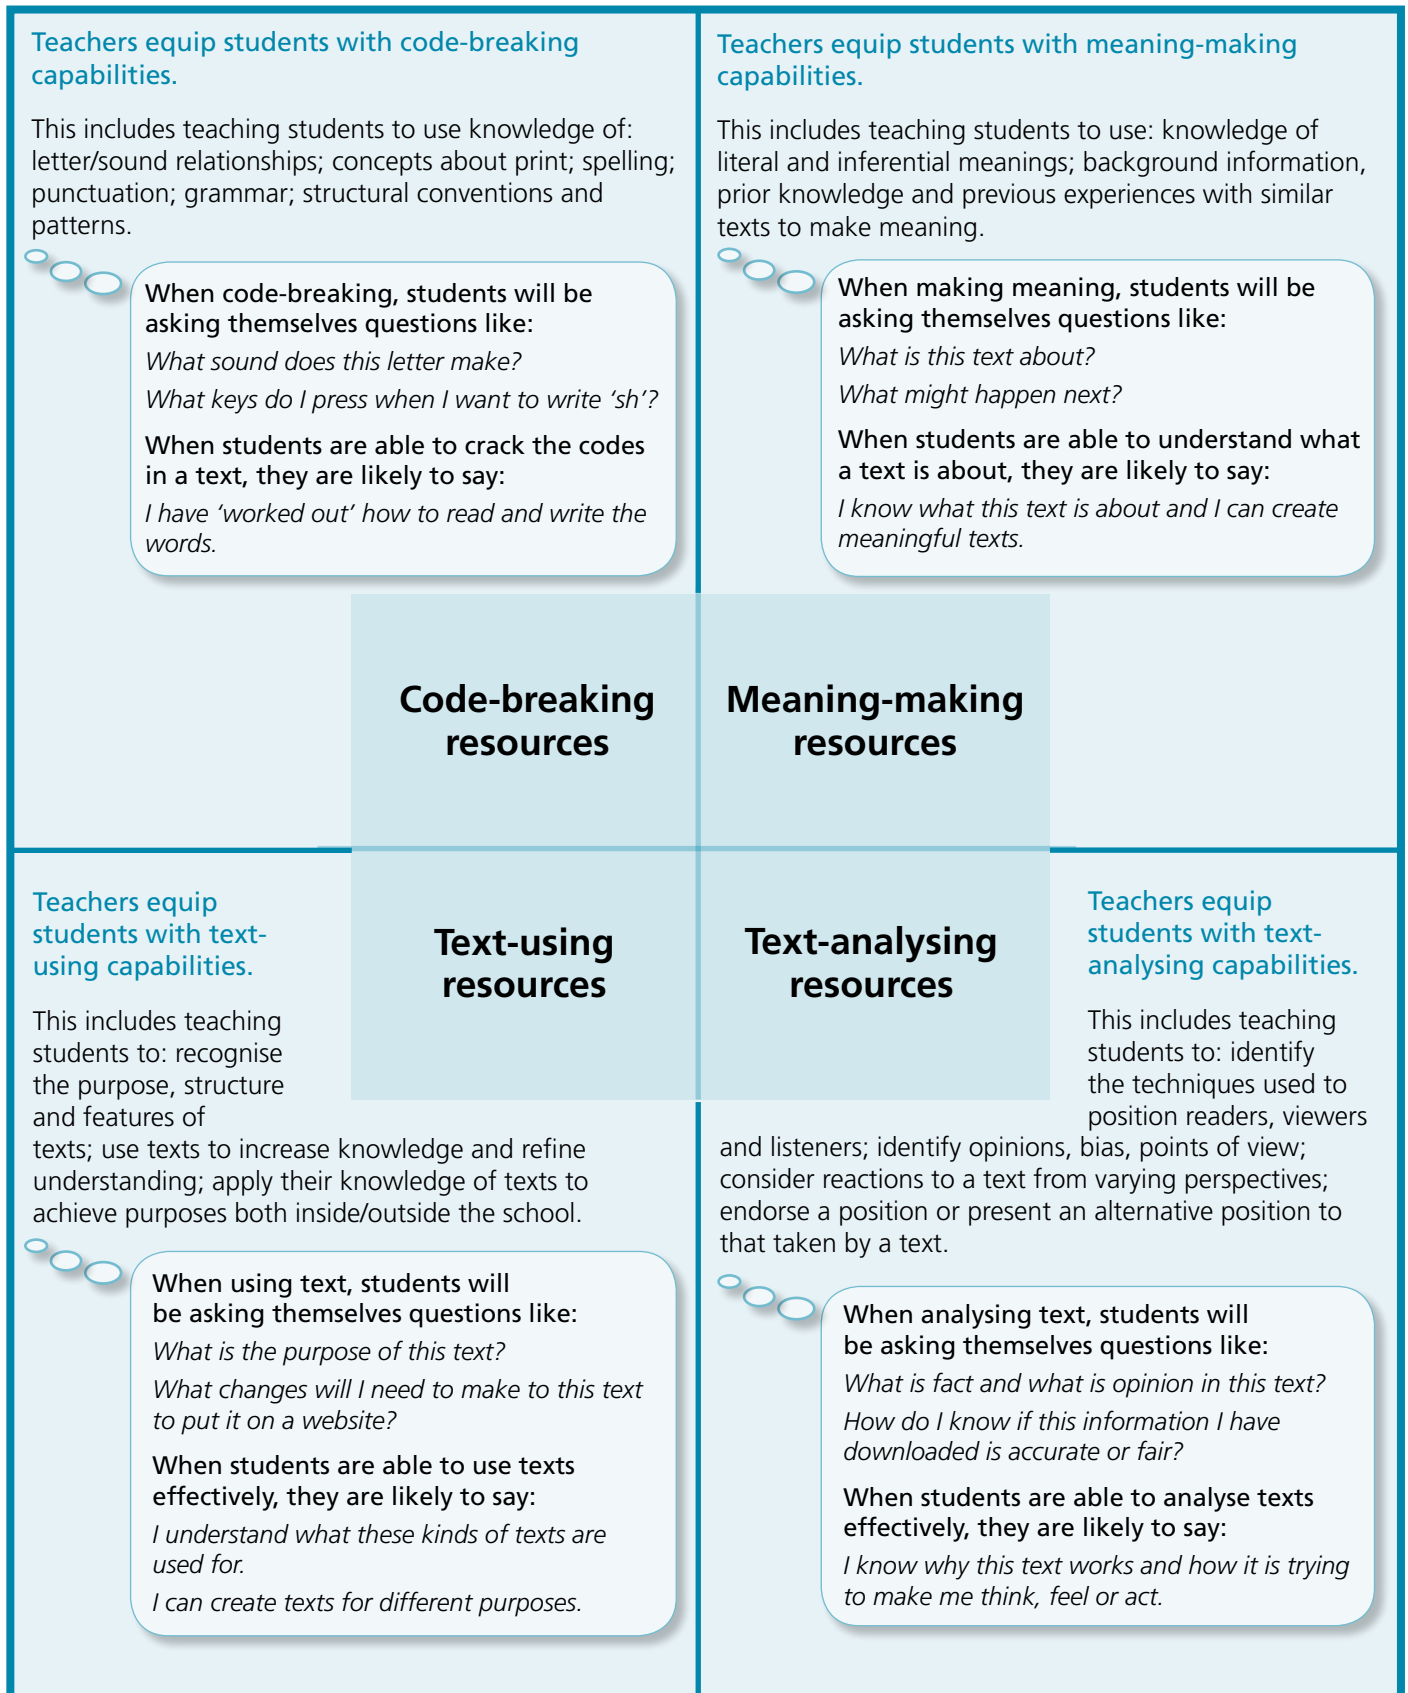 Teachers equip students with code-breaking
capabilities.
This includes teaching students to use knowledge of:
letter/sound relationships; concepts about print; spelling;
punctuation; grammar; structural conventions and
patterns.
When code-breaking, students will be
asking themselves questions like:
What sound does this letter make?
What keys do I press when I want to write ‘sh’?
When students are able to crack the codes
in a text, they are likely to say:
I have ‘worked out’ how to read and write the
words.
Teachers equip students with meaning-making
capabilities.
This includes teaching students to use: knowledge of
literal and inferential meanings; background information,
prior knowledge and previous experiences with similar
texts to make meaning.
When making meaning, students will be
asking themselves questions like:
What is this text about?
What might happen next?
When students are able to understand what
a text is about, they are likely to say:
I know what this text is about and I can create
meaningful texts.
Code-breaking
resources
Meaning-making
resources
Text-using
resources
Text-analysing
resources
Teachers equip
students with text-
using capabilities.
This includes teaching
students to: recognise
the purpose, structure
and features of
texts; use texts to increase knowledge and refine
understanding; apply their knowledge of texts to
achieve purposes both inside/outside the school.
When using text, students will
be asking themselves questions like:
What is the purpose of this text?
What changes will I need to make to this text
to put it on a website?
When students are able to use texts
effectively, they are likely to say:
I understand what these kinds of texts are
used for.
I can create texts for different purposes.
Teachers equip
students with text-
analysing capabilities.
This includes teaching
students to: identify
the techniques used to
position readers, viewers
and listeners; identify opinions, bias, points of view;
consider reactions to a text from varying perspectives;
endorse a position or present an alternative position to
that taken by a text.
When analysing text, students will
be asking themselves questions like:
What is fact and what is opinion in this text?
How do I know if this information I have
downloaded is accurate or fair?
When students are able to analyse texts
effectively, they are likely to say:
I know why this text works and how it is trying
to make me think, feel or act.